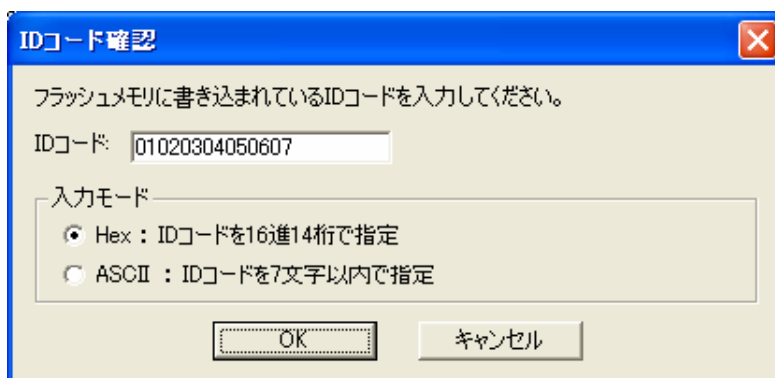 IDコード確認
フラッシュメモリに書き込まれているIDコードを入力してください。
IDコード: 01020304050607
入力モード
Hex : IDコードを16進14桁で指定
ASCII : IDコードを7文字以内で指定
OK キャンセル